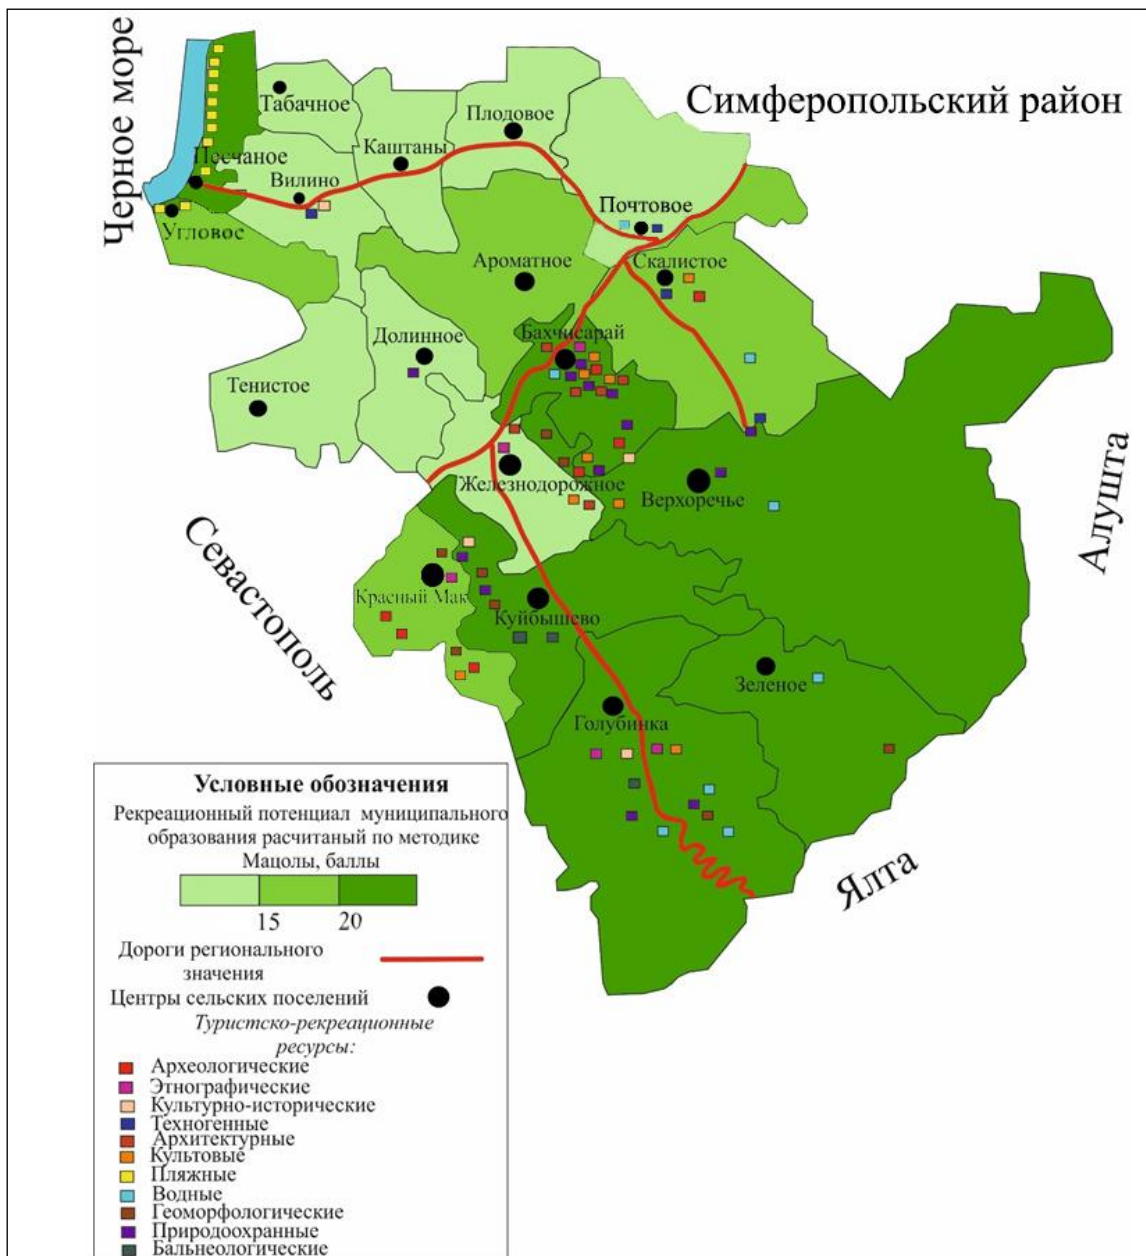 Черное море
Симферопольский район
Табачное
Плодовое
Каштаны
Песчаное
Вилино
Угловое
Почтовое
Ароматное
Скалистое
Бахчисарай
Долинное
Тенистое
Железнодорожное
Верхоречье
Алушта
Севастополь
Красный Мак
Куйбышево
Зеленое
Голубинка
Ялта
Условные обозначения
Рекреационный потенциал муниципального
образования расчитаный по методике
Мацолы, баллы
15 20
Дороги регионального
значения
Центры сельских поселений
Туристско-рекреационные
ресурсы:
Археологические
Этнографические
Культурно-исторические
Техногенные
Архитектурные
Культовые
Пляжные
Водные
Геоморфологические
Природоохранные
Бальнеологические